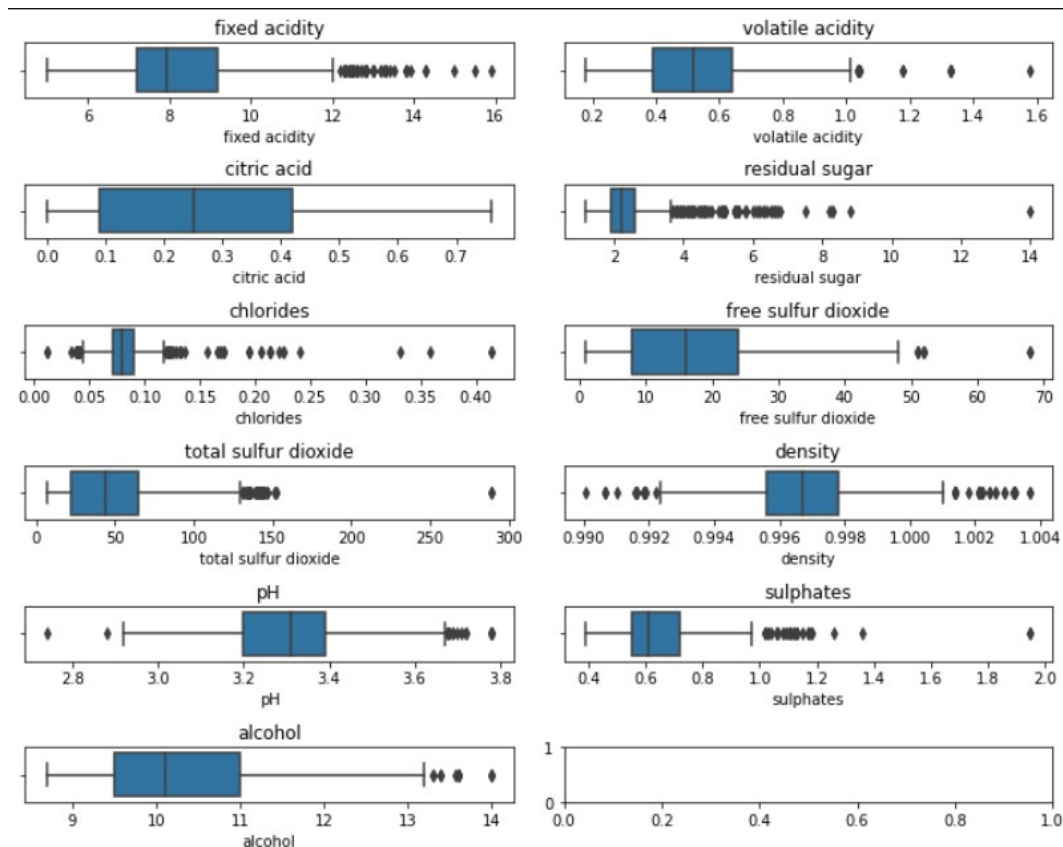 fixed acidity
6 8 10 12 14 16
fixed acidity
volatile acidity
0.2 0.4 0.6 0.8 1.0 1.2 1.4 1.6
volatile acidity
citric acid
0.0 0.1 0.2 0.3 0.4 0.5 0.6 0.7
citric acid
residual sugar
2 4 6 8 10 12 14
residual sugar
chlorides
0.00 0.05 0.10 0.15 0.20 0.25 0.30 0.35 0.40
chlorides
free sulfur dioxide
0 10 20 30 40 50 60 70
free sulfur dioxide
total sulfur dioxide
0 50 100 150 200 250 300
total sulfur dioxide
density
0.990 0.992 0.994 0.996 0.998 1.000 1.002 1.004
density
pH
2.8 3.0 3.2 3.4 3.6 3.8
pH
sulphates
0.4 0.6 0.8 1.0 1.2 1.4 1.6 1.8 2.0
sulphates
alcohol
9 10 11 12 13 14
alcohol
1
0
0.0 0.2 0.4 0.6 0.8 1.0